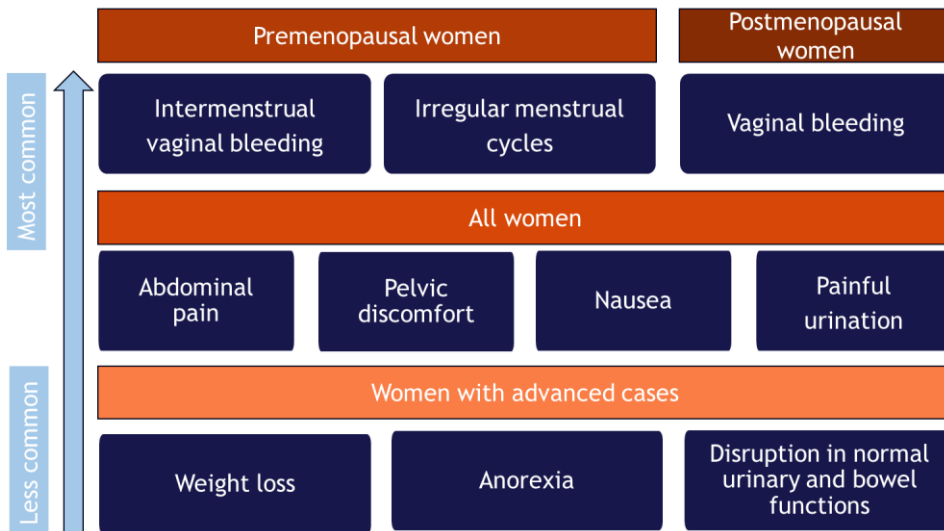 Premenopausal women
Postmenopausal
women
Most common
Intermenstrual
vaginal bleeding
Irregular menstrual
cycles
Vaginal bleeding
All women
Abdominal
pain
Pelvic
discomfort
Nausea
Painful
urination
Less common
Women with advanced cases
Weight loss
Anorexia
Disruption in normal
urinary and bowel
functions